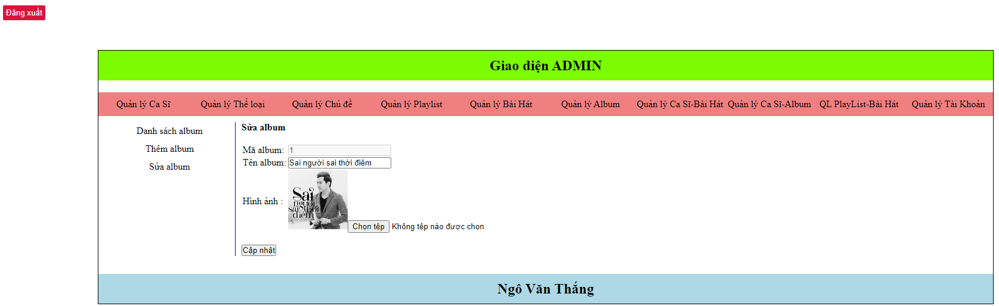 Đăng xuất
Giao diện ADMIN
Quản lý Ca Sĩ Quản lý Thể loại Quản lý Chủ đề Quản lý Playlist Quản lý Bài Hát Quản lý Album Quản lý Ca Sĩ-Bài Hát Quản lý Ca Sĩ-Album QL PlayList-Bài Hát Quản lý Tài Khoản
Danh sách album
Thêm album
Sửa album
Sửa album
Mã album: 1
Tên album: Sai người sai thời điểm
Hình ảnh :
Sai
người
sai thời
điểm
Chọn tệp Không tệp nào được chọn
Cập nhật
Ngô Văn Thắng